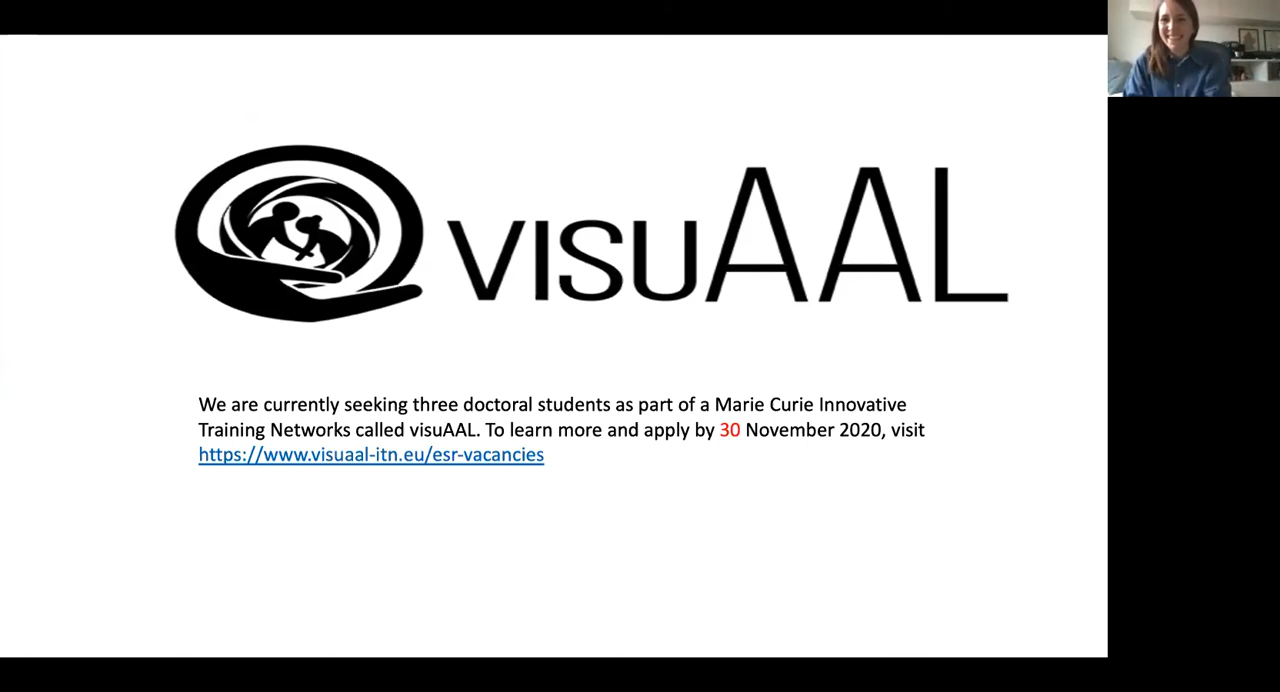 visuAAL
We are currently seeking three doctoral students as part of a Marie Curie Innovative
Training Networks called visuAAL. To learn more and apply by 30 November 2020, visit
https://www.visuaal-itn.eu/esr-vacancies